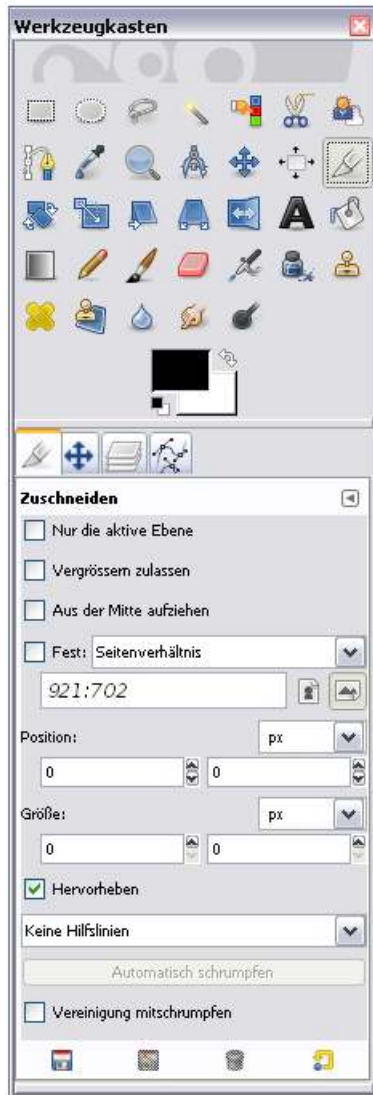 Werkzeugkasten
Zuschneiden
Nur die aktive Ebene
Vergrössern zulassen
Aus der Mitte aufziehen
Fest: Seitenverhältnis
921:702
Position: px
0 0
Größe: px
0 0
Hervorheben
Keine Hilfslinien
Automatisch schrumpfen
Vereinigung mitschrumpfen